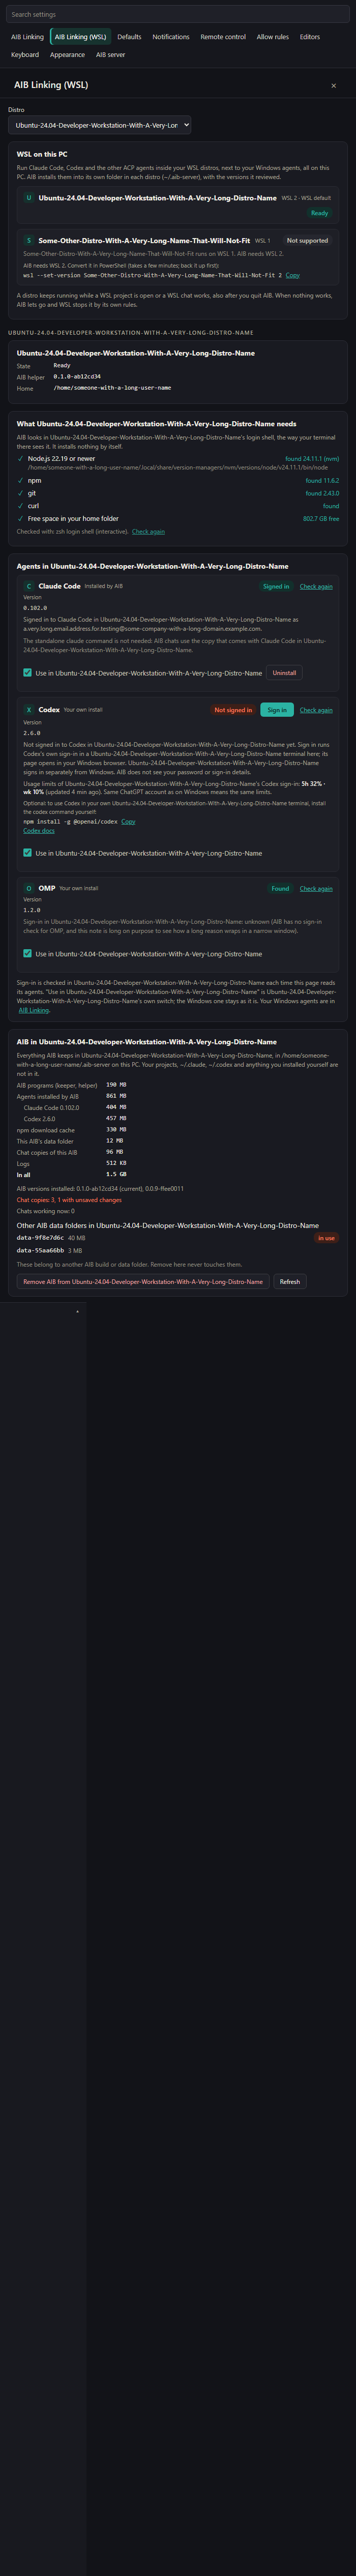 Search settings
AIB Linking
AIB Linking (WSL)
Defaults
Notifications
Remote control
Allow rules
Editors
Keyboard
Appearance
AIB server
AIB Linking (WSL)
×
Distro
Ubuntu-24.04-Developer-Workstation-With-A-Very-Lor
WSL on this PC
Run Claude Code, Codex and the other ACP agents inside your WSL distros, next to your Windows agents, all on this
PC. AIB installs them into its own folder in each distro (~/.aib-server), with the versions it reviewed.
U Ubuntu-24.04-Developer-Workstation-With-A-Very-Long-Distro-Name WSL 2 · WSL default
Ready
S Some-Other-Distro-With-A-Very-Long-Name-That-Will-Not-Fit WSL 1 Not supported
Some-Other-Distro-With-A-Very-Long-Name-That-Will-Not-Fit runs on WSL 1. AIB needs WSL 2.
AIB needs WSL 2. Convert it in PowerShell (takes a few minutes; back it up first):
wsl --set-version Some-Other-Distro-With-A-Very-Long-Name-That-Will-Not-Fit 2 Copy
A distro keeps running while a WSL project is open or a WSL chat works, also after you quit AIB. When nothing works,
AIB lets go and WSL stops it by its own rules.
UBUNTU-24.04-DEVELOPER-WORKSTATION-WITH-A-VERY-LONG-DISTRO-NAME
Ubuntu-24.04-Developer-Workstation-With-A-Very-Long-Distro-Name
State Ready
AIB helper 0.1.0-ab12cd34
Home /home/someone-with-a-long-user-name
What Ubuntu-24.04-Developer-Workstation-With-A-Very-Long-Distro-Name needs
AIB looks in Ubuntu-24.04-Developer-Workstation-With-A-Very-Long-Distro-Name's login shell, the way your terminal
there sees it. It installs nothing by itself.
✓ Node.js 22.19 or newer found 24.11.1 (nvm)
/home/someone-with-a-long-user-name/.local/share/version-managers/nvm/versions/node/v24.11.1/bin/node
✓ npm found 11.6.2
✓ git found 2.43.0
✓ curl found
✓ Free space in your home folder 802.7 GB free
Checked with: zsh login shell (interactive). Check again
Agents in Ubuntu-24.04-Developer-Workstation-With-A-Very-Long-Distro-Name
C Claude Code Installed by AIB Signed in Check again
Version
0.102.0
Signed in to Claude Code in Ubuntu-24.04-Developer-Workstation-With-A-Very-Long-Distro-Name as
a.very.long.email.address.for.testing@some-company-with-a-long-domain.example.com.
The standalone claude command is not needed: AIB chats use the copy that comes with Claude Code in Ubuntu-
24.04-Developer-Workstation-With-A-Very-Long-Distro-Name.
Use in Ubuntu-24.04-Developer-Workstation-With-A-Very-Long-Distro-Name Uninstall
X Codex Your own install Not signed in Sign in Check again
Version
2.6.0
Not signed in to Codex in Ubuntu-24.04-Developer-Workstation-With-A-Very-Long-Distro-Name yet. Sign in runs
Codex's own sign-in in a Ubuntu-24.04-Developer-Workstation-With-A-Very-Long-Distro-Name terminal here; its
page opens in your Windows browser. Ubuntu-24.04-Developer-Workstation-With-A-Very-Long-Distro-Name
signs in separately from Windows. AIB does not see your password or sign-in details.
Usage limits of Ubuntu-24.04-Developer-Workstation-With-A-Very-Long-Distro-Name's Codex sign-in: 5h 32% ·
wk 10% (updated 4 min ago). Same ChatGPT account as on Windows means the same limits.
Optional: to use Codex in your own Ubuntu-24.04-Developer-Workstation-With-A-Very-Long-Distro-Name terminal, install
the codex command yourself:
npm install -g @openai/codex Copy
Codex docs
Use in Ubuntu-24.04-Developer-Workstation-With-A-Very-Long-Distro-Name
O OMP Your own install Found Check again
Version
1.2.0
Sign-in in Ubuntu-24.04-Developer-Workstation-With-A-Very-Long-Distro-Name: unknown (AIB has no sign-in
check for OMP, and this note is long on purpose to see how a long reason wraps in a narrow window).
Use in Ubuntu-24.04-Developer-Workstation-With-A-Very-Long-Distro-Name
Sign-in is checked in Ubuntu-24.04-Developer-Workstation-With-A-Very-Long-Distro-Name each time this page reads
its agents. "Use in Ubuntu-24.04-Developer-Workstation-With-A-Very-Long-Distro-Name" is Ubuntu-24.04-Developer-
Workstation-With-A-Very-Long-Distro-Name's own switch; the Windows one stays as it is. Your Windows agents are in
AIB Linking.
AIB in Ubuntu-24.04-Developer-Workstation-With-A-Very-Long-Distro-Name
Everything AIB keeps in Ubuntu-24.04-Developer-Workstation-With-A-Very-Long-Distro-Name, in /home/someone-
with-a-long-user-name/.aib-server on this PC. Your projects, ~/.claude, ~/.codex and anything you installed yourself are
not in it.
AIB programs (keeper, helper) 190 MB
Agents installed by AIB 861 MB
Claude Code 0.102.0 404 MB
Codex 2.6.0 457 MB
npm download cache 330 MB
This AIB's data folder 12 MB
Chat copies of this AIB 96 MB
Logs 512 KB
In all 1.5 GB
AIB versions installed: 0.1.0-ab12cd34 (current), 0.0.9-ffee0011
Chat copies: 3, 1 with unsaved changes
Chats working now: 0
Other AIB data folders in Ubuntu-24.04-Developer-Workstation-With-A-Very-Long-Distro-Name
data-9f8e7d6c 40 MB in use
data-55aa66bb 3 MB
These belong to another AIB build or data folder. Remove here never touches them.
Remove AIB from Ubuntu-24.04-Developer-Workstation-With-A-Very-Long-Distro-Name
Refresh